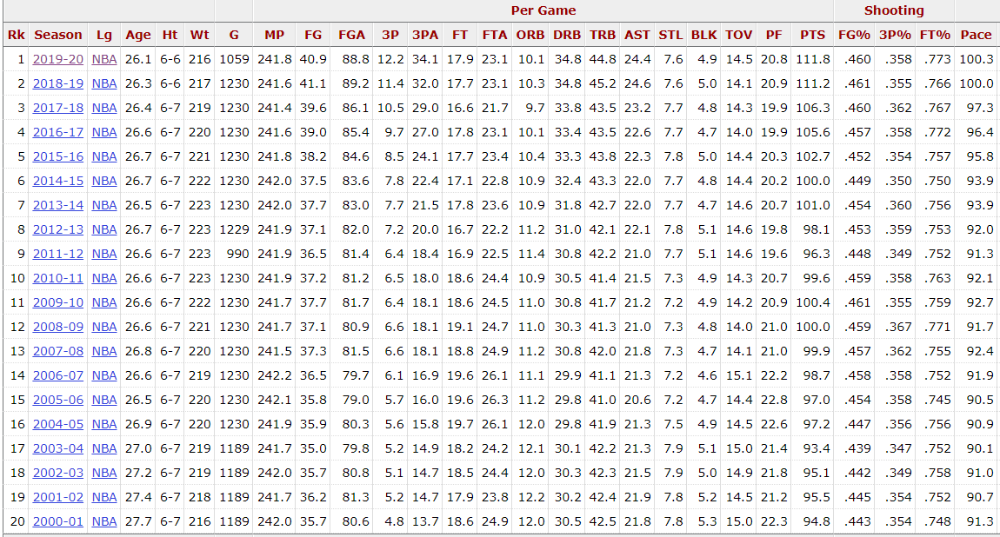 Per Game Shooting
Rk Season Lg Age Ht Wt G MP FG FGA 3P 3PA FT FTA ORB DRB TRB AST STL BLK TOV PF PTS FG% 3P% FT% Pace
1 2019-20 NBA 26.1 6-6 216 1059 241.8 40.9 88.8 12.2 34.1 17.9 23.1 10.1 34.8 44.8 24.4 7.6 4.9 14.5 20.8 111.8 .460 .358 .773 100.3
2 2018-19 NBA 26.3 6-6 217 1230 241.6 41.1 89.2 11.4 32.0 17.7 23.1 10.3 34.8 45.2 24.6 7.6 5.0 14.1 20.9 111.2 .461 .355 .766 100.0
3 2017-18 NBA 26.4 6-7 219 1230 241.4 39.6 86.1 10.5 29.0 16.6 21.7 9.7 33.8 43.5 23.2 7.7 4.8 14.3 19.9 106.3 .460 .362 .767 97.3
4 2016-17 NBA 26.6 6-7 220 1230 241.6 39.0 85.4 9.7 27.0 17.8 23.1 10.1 33.4 43.5 22.6 7.7 4.7 14.0 19.9 105.6 .457 .358 .772 96.4
5 2015-16 NBA 26.7 6-7 221 1230 241.8 38.2 84.6 8.5 24.1 17.7 23.4 10.4 33.3 43.8 22.3 7.8 5.0 14.4 20.3 102.7 .452 .354 .757 95.8
6 2014-15 NBA 26.7 6-7 222 1230 242.0 37.5 83.6 7.8 22.4 17.1 22.8 10.9 32.4 43.3 22.0 7.7 4.8 14.4 20.2 100.0 .449 .350 .750 93.9
7 2013-14 NBA 26.5 6-7 223 1230 242.0 37.7 83.0 7.7 21.5 17.8 23.6 10.9 31.8 42.7 22.0 7.7 4.7 14.6 20.7 101.0 .454 .360 .756 93.9
8 2012-13 NBA 26.7 6-7 223 1229 241.9 37.1 82.0 7.2 20.0 16.7 22.2 11.2 31.0 42.1 22.1 7.8 5.1 14.6 19.8 98.1 .453 .359 .753 92.0
9 2011-12 NBA 26.6 6-7 223 990 241.9 36.5 81.4 6.4 18.4 16.9 22.5 11.4 30.8 42.2 21.0 7.7 5.1 14.6 19.6 96.3 .448 .349 .752 91.3
10 2010-11 NBA 26.6 6-7 223 1230 241.9 37.2 81.2 6.5 18.0 18.6 24.4 10.9 30.5 41.4 21.5 7.3 4.9 14.3 20.7 99.6 .459 .358 .763 92.1
11 2009-10 NBA 26.6 6-7 222 1230 241.7 37.7 81.7 6.4 18.1 18.6 24.5 11.0 30.8 41.7 21.2 7.2 4.9 14.2 20.9 100.4 .461 .355 .759 92.7
12 2008-09 NBA 26.6 6-7 221 1230 241.7 37.1 80.9 6.6 18.1 19.1 24.7 11.0 30.3 41.3 21.0 7.3 4.8 14.0 21.0 100.0 .459 .367 .771 91.7
13 2007-08 NBA 26.8 6-7 220 1230 241.5 37.3 81.5 6.6 18.1 18.8 24.9 11.2 30.8 42.0 21.8 7.3 4.7 14.1 21.0 99.9 .457 .362 .755 92.4
14 2006-07 NBA 26.6 6-7 219 1230 242.2 36.5 79.7 6.1 16.9 19.6 26.1 11.1 29.9 41.1 21.3 7.2 4.6 15.1 22.2 98.7 .458 .358 .752 91.9
15 2005-06 NBA 26.5 6-7 220 1230 242.1 35.8 79.0 5.7 16.0 19.6 26.3 11.2 29.8 41.0 20.6 7.2 4.7 14.4 22.8 97.0 .454 .358 .745 90.5
16 2004-05 NBA 26.9 6-7 220 1230 241.9 35.9 80.3 5.6 15.8 19.7 26.1 12.0 29.8 41.9 21.3 7.5 4.9 14.5 22.6 97.2 .447 .356 .756 90.9
17 2003-04 NBA 27.0 6-7 219 1189 241.7 35.0 79.8 5.2 14.9 18.2 24.2 12.1 30.1 42.2 21.3 7.9 5.1 15.0 21.4 93.4 .439 .347 .752 90.1
18 2002-03 NBA 27.2 6-7 219 1189 242.0 35.7 80.8 5.1 14.7 18.5 24.4 12.0 30.3 42.3 21.5 7.9 5.0 14.9 21.8 95.1 .442 .349 .758 91.0
19 2001-02 NBA 27.4 6-7 218 1189 241.7 36.2 81.3 5.2 14.7 17.9 23.8 12.2 30.2 42.4 21.9 7.8 5.2 14.5 21.2 95.5 .445 .354 .752 90.7
20 2000-01 NBA 27.7 6-7 216 1189 242.0 35.7 80.6 4.8 13.7 18.6 24.9 12.0 30.5 42.5 21.8 7.8 5.3 15.0 22.3 94.8 .443 .354 .748 91.3